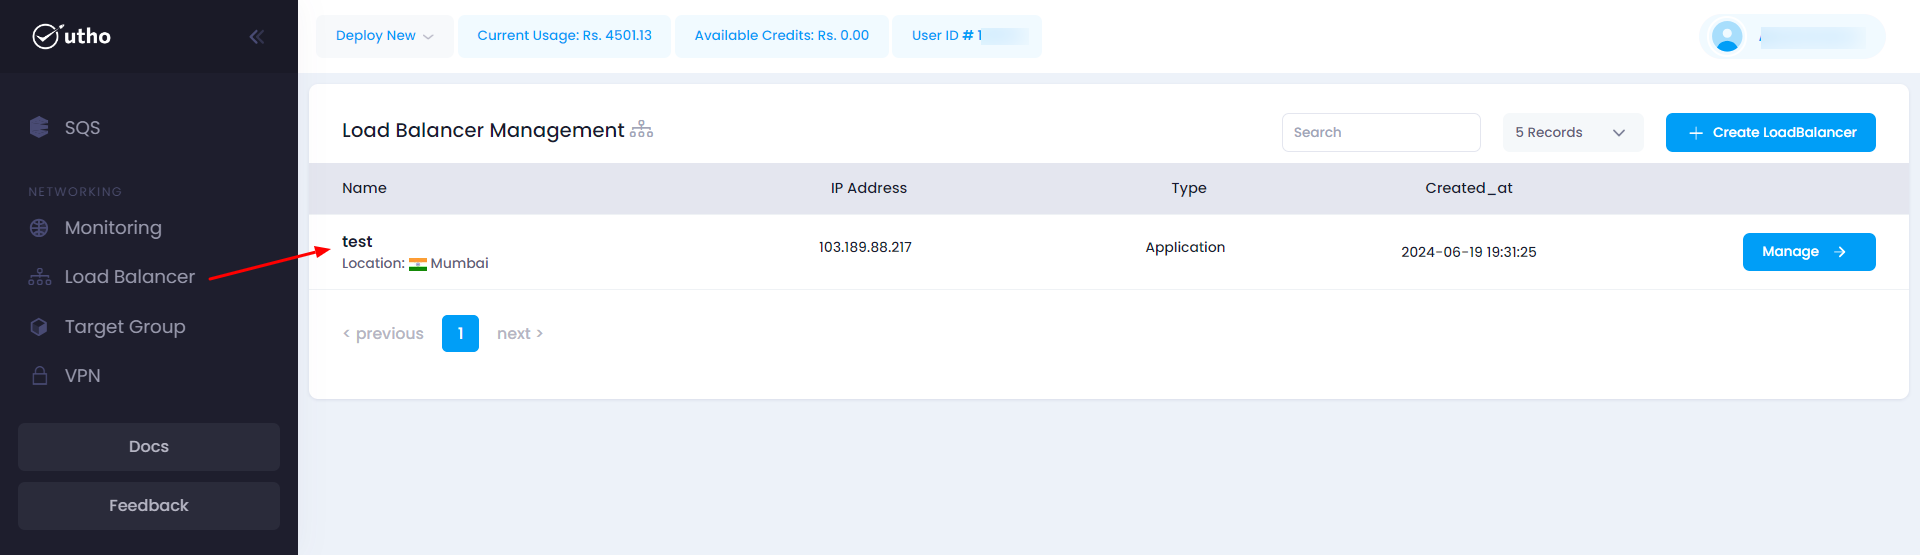 utho
Deploy New
Current Usage: Rs. 4501.13
Available Credits: Rs. 0.00
User ID # 1
SQS
NETWORKING
Monitoring
Load Balancer
Target Group
VPN
Docs
Feedback
Load Balancer Management
Search
5 Records
+ Create LoadBalancer
Name
IP Address
Type
Created_at
test
Location: Mumbai
103.189.88.217
Application
2024-06-19 19:31:25
Manage →
< previous
1
next >